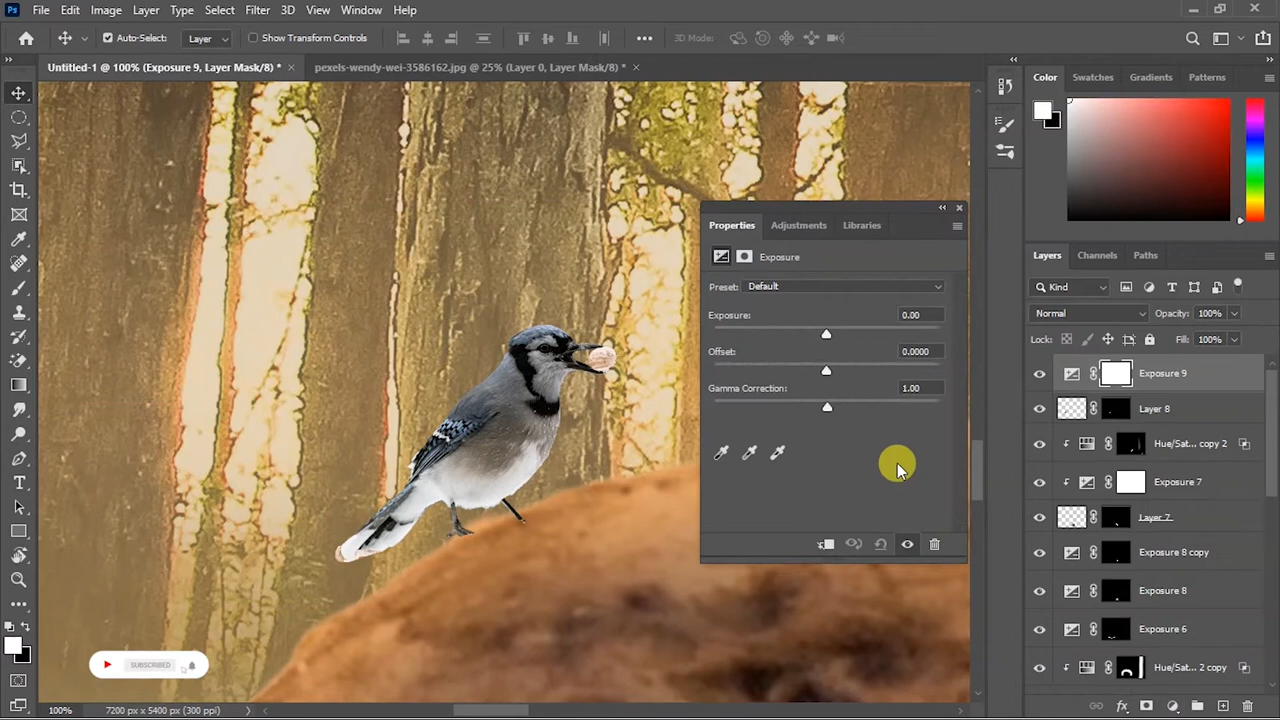 Ps File Edit Image Layer Type Select Filter 3D View Window Help
Auto-Select: Layer Show Transform Controls 3D Mode:
Untitled-1 @ 100% (Exposure 9, Layer Mask/8) * × pexels-wendy-wei-3586162.jpg @ 25% (Layer 0, Layer Mask/8) * ×
Color Swatches Gradients Patterns
Properties Adjustments Libraries
Exposure
Preset: Default
Exposure: 0.00
Offset: 0.0000
Gamma Correction: 1.00
Layers Channels Paths
Kind
Normal Opacity: 100%
Lock: Fill: 100%
Exposure 9
Layer 8
Hue/Sat... copy 2
Exposure 7
Layer 7
Exposure 8 copy
Exposure 8
Exposure 6
Hue/Sat... 2 copy
SUBSCRIBED
100% 7200 px x 5400 px (300 ppi)